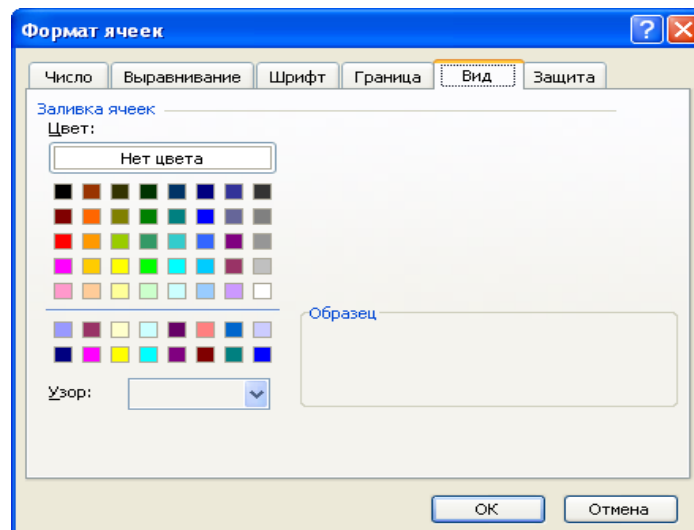 Формат ячеек
Число Выравнивание Шрифт Граница Вид Защита
Заливка ячеек
Цвет:
Нет цвета
Образец
Узор:
ОК Отмена